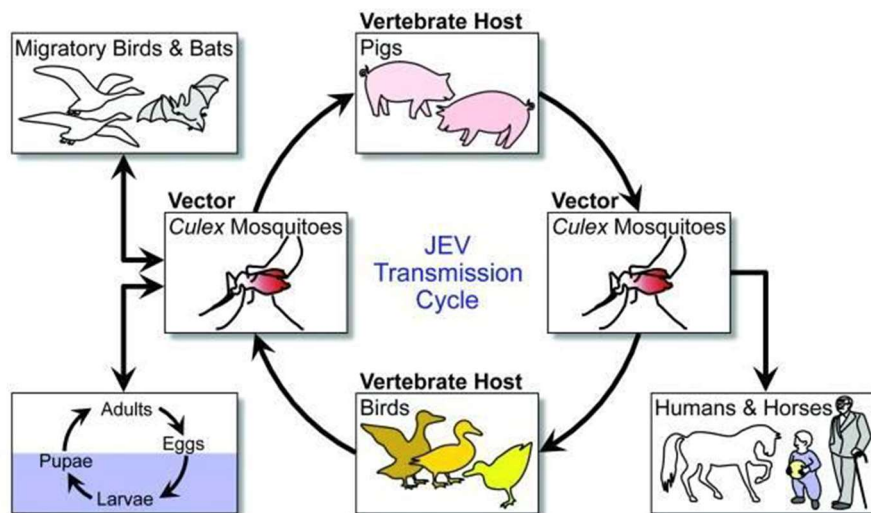 Vertebrate Host
Migratory Birds & Bats
Pigs
Vector
Culex Mosquitoes
JEV
Transmission
Cycle
Vector
Culex Mosquitoes
Vertebrate Host
Birds
Adults
Eggs
Pupae
Larvae
Humans & Horses